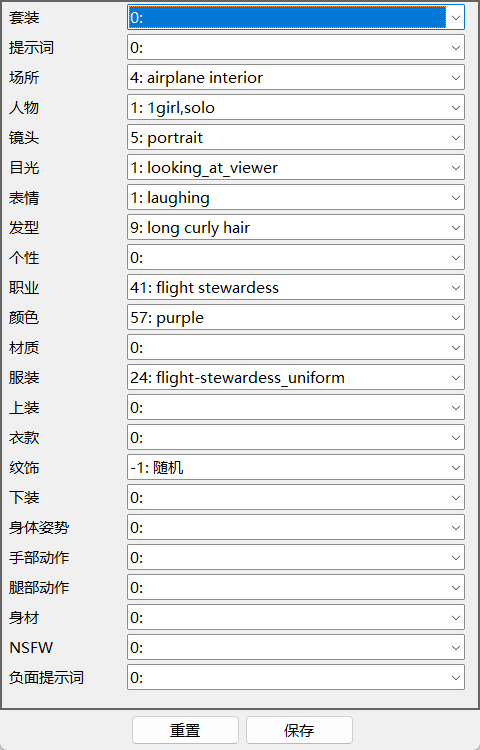 套装 0:
提示词 0:
场所 4: airplane interior
人物 1: 1girl,solo
镜头 5: portrait
目光 1: looking_at_viewer
表情 1: laughing
发型 9: long curly hair
个性 0:
职业 41: flight stewardess
颜色 57: purple
材质 0:
服装 24: flight-stewardess_uniform
上装 0:
衣款 0:
纹饰 -1: 随机
下装 0:
身体姿势 0:
手部动作 0:
腿部动作 0:
身材 0:
NSFW 0:
负面提示词 0:
重置 保存